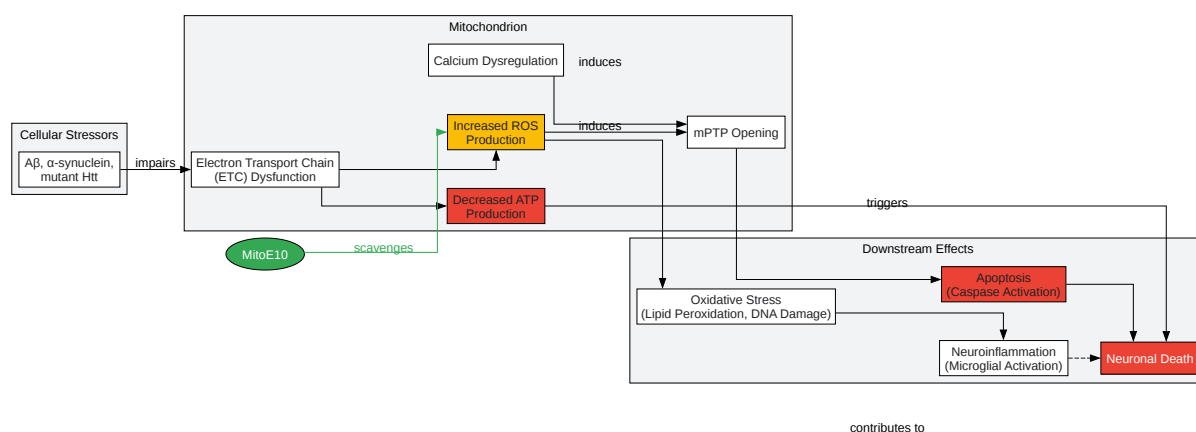 Mitochondrion
Calcium Dysregulation
induces
Cellular Stressors
Aβ, α-synuclein,
mutant Htt
impairs
Electron Transport Chain
(ETC) Dysfunction
Increased ROS
Production
induces
mPTP Opening
Decreased ATP
Production
triggers
MitoE10
scavenges
Downstream Effects
Apoptosis
(Caspase Activation)
Oxidative Stress
(Lipid Peroxidation, DNA Damage)
Neuroinflammation
(Microglial Activation)
Neuronal Death
contributes to